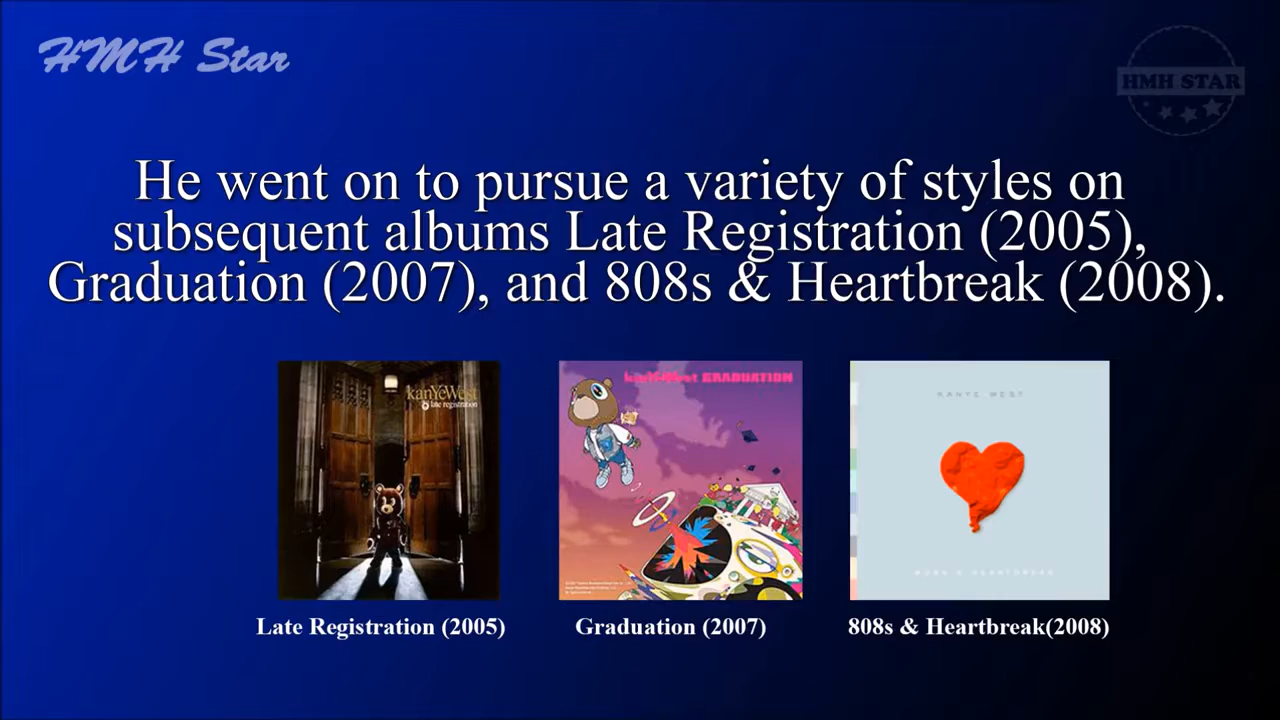 HMH Star
HMH STAR
He went on to pursue a variety of styles on
subsequent albums Late Registration (2005),
Graduation (2007), and 808s & Heartbreak (2008).
kanYeWest
late registration
kanYeWest GRADUATION
KANYE WEST
808s & HEARTBREAK
Late Registration (2005)
Graduation (2007)
808s & Heartbreak(2008)